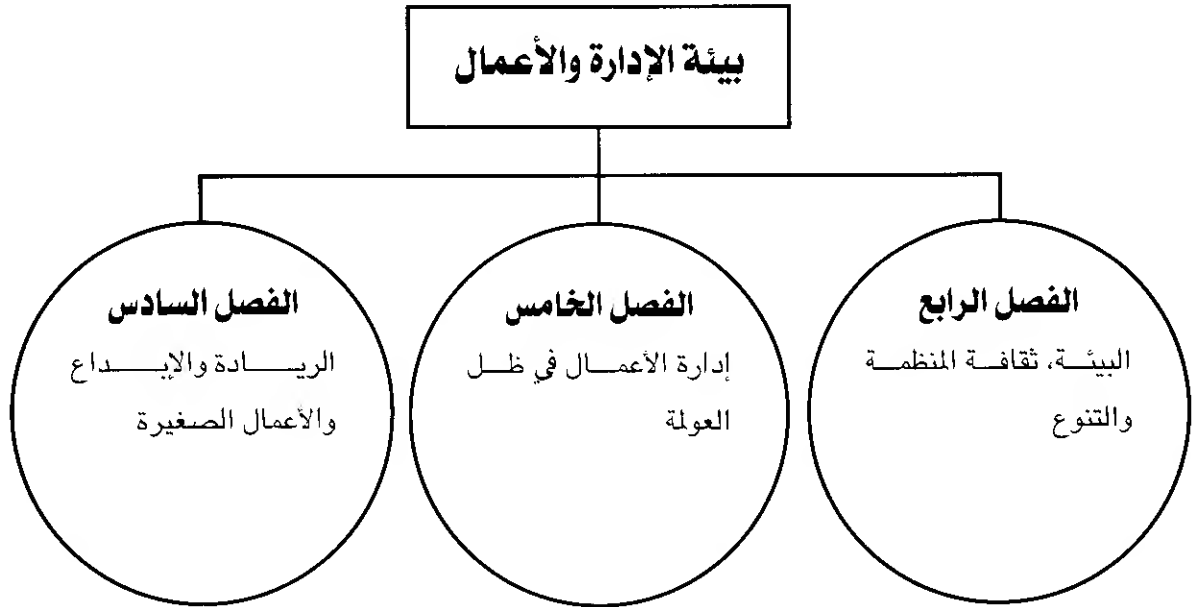 بيئة الإدارة والأعمال
الفصل الرابع
البيئة، ثقافة المنظمة
والتنوع
الفصل الخامس
إدارة الأعمال في ظل
العولمة
الفصل السادس
الريادة والإبداع
والأعمال الصغيرة